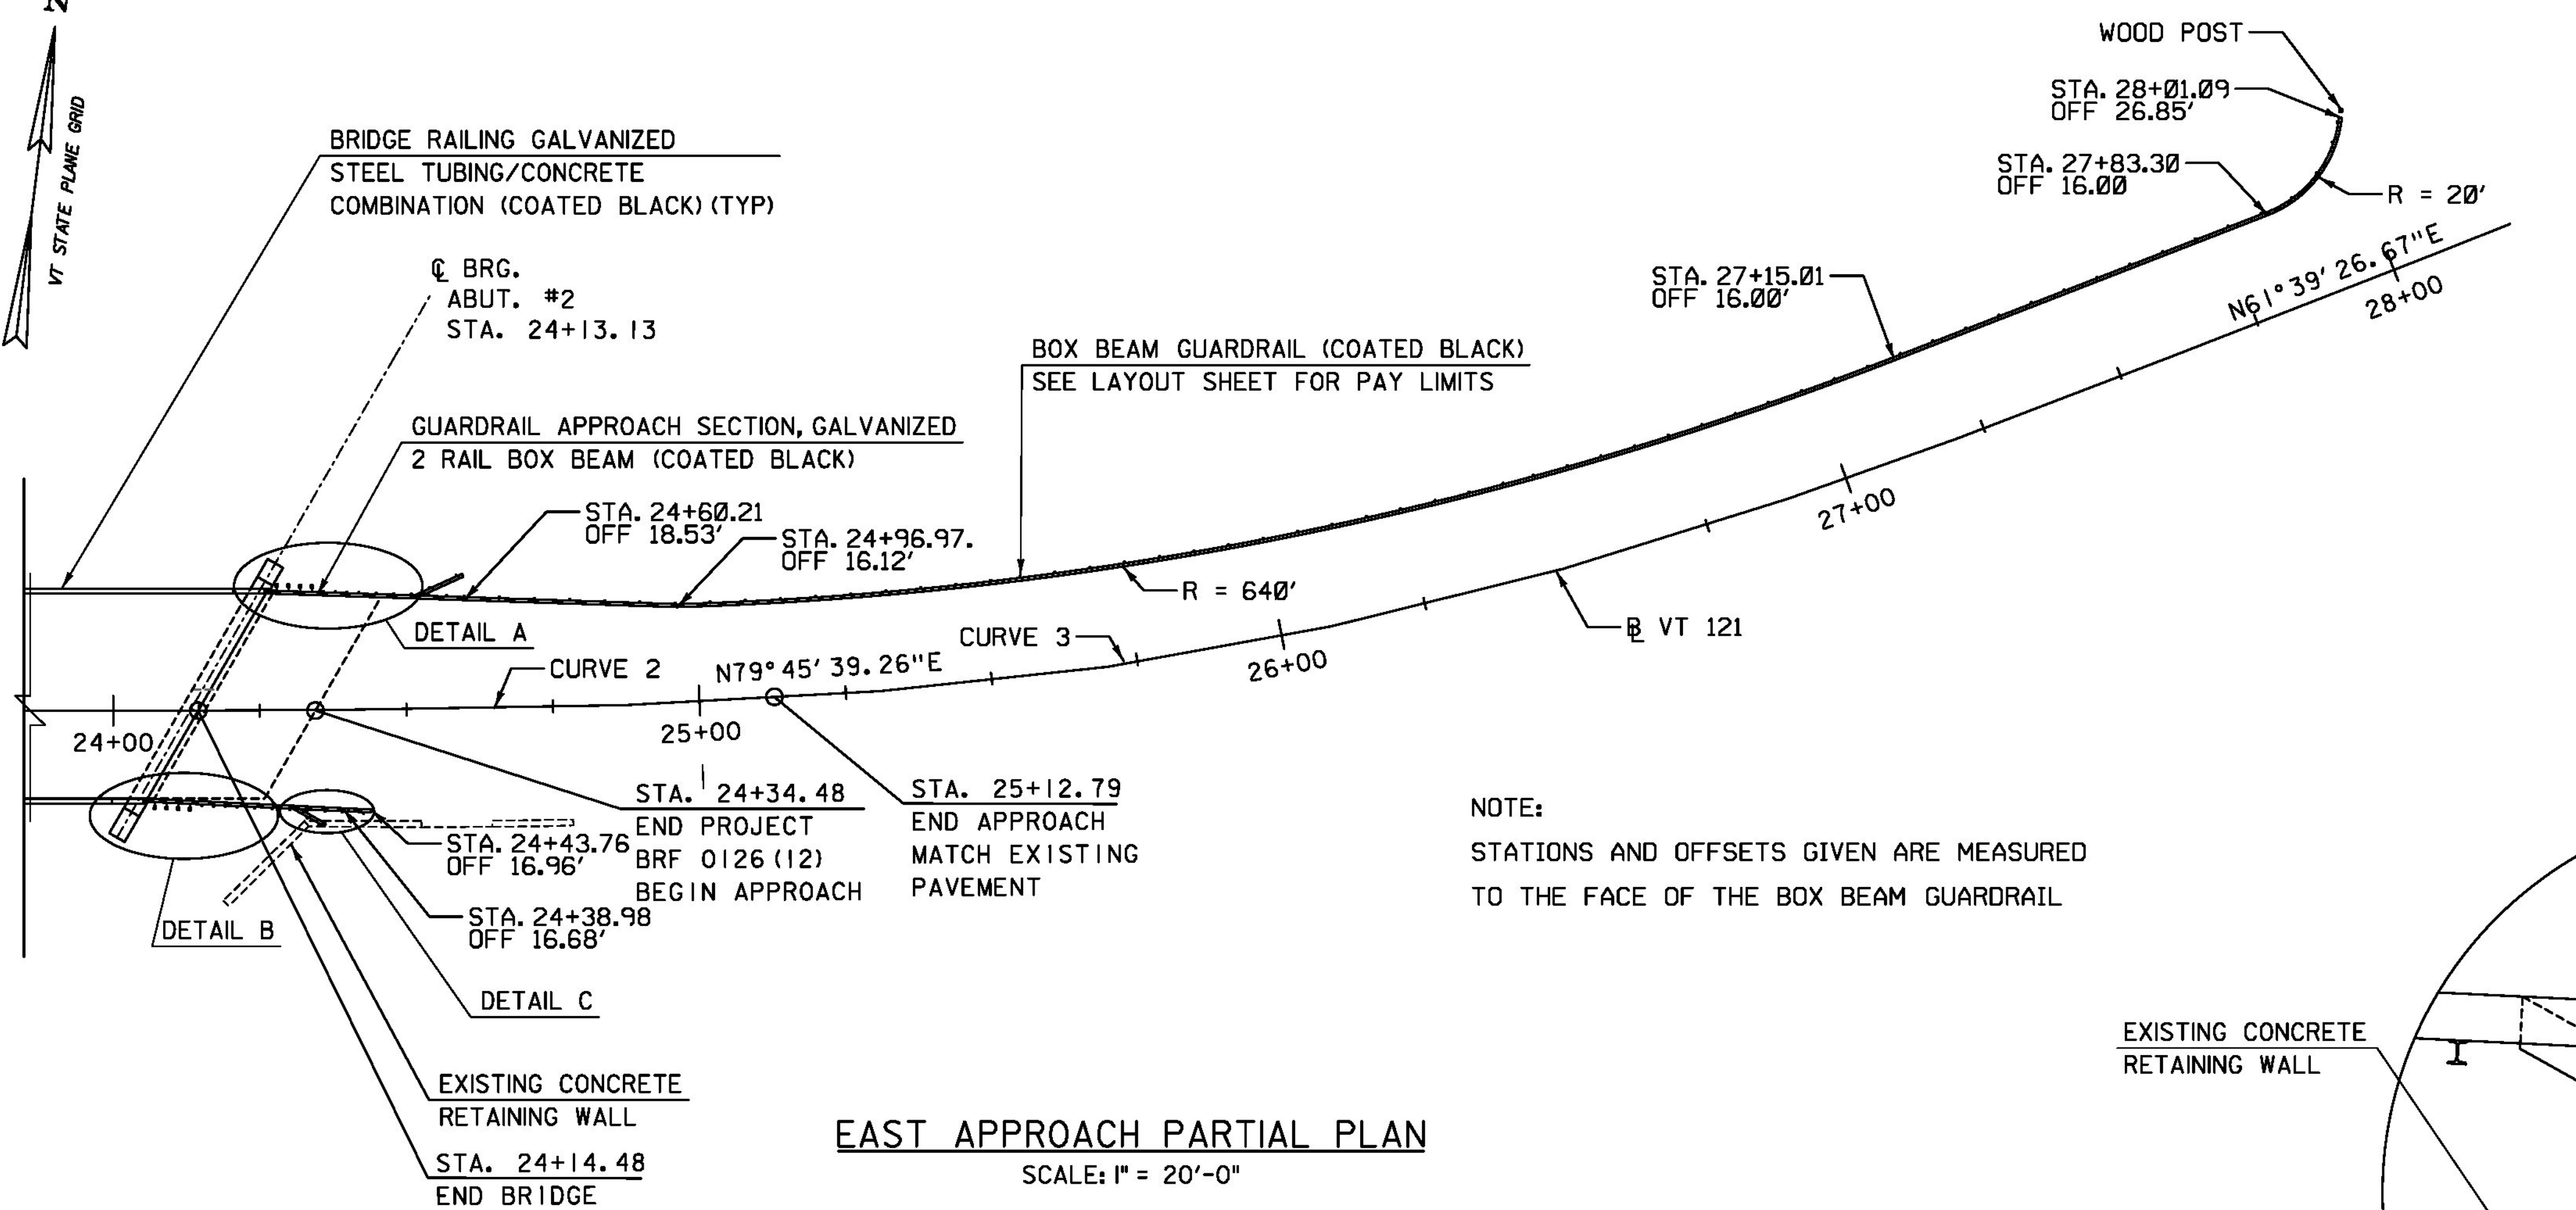 N
VT STATE PLANE GRID
BRIDGE RAILING GALVANIZED
STEEL TUBING/CONCRETE
COMBINATION (COATED BLACK) (TYP)
℄ BRG.
ABUT. #2
STA. 24+13.13
GUARDRAIL APPROACH SECTION, GALVANIZED
2 RAIL BOX BEAM (COATED BLACK)
STA. 24+60.21
OFF 18.53'
STA. 24+96.97.
OFF 16.12'
BOX BEAM GUARDRAIL (COATED BLACK)
SEE LAYOUT SHEET FOR PAY LIMITS
STA. 27+15.01
OFF 16.00'
WOOD POST
STA. 28+01.09
OFF 26.85'
STA. 27+83.30
OFF 16.00
R = 20'
N61°39'26.67"E
28+00
27+00
R = 640'
℄ VT 121
CURVE 3
26+00
DETAIL A
CURVE 2
N79°45'39.26"E
24+00
25+00
STA. 24+34.48
END PROJECT
BRF 0126(12)
BEGIN APPROACH
STA. 25+12.79
END APPROACH
MATCH EXISTING
PAVEMENT
STA. 24+43.76
OFF 16.96'
STA. 24+38.98
OFF 16.68'
DETAIL B
DETAIL C
EXISTING CONCRETE
RETAINING WALL
STA. 24+14.48
END BRIDGE
NOTE:
STATIONS AND OFFSETS GIVEN ARE MEASURED
TO THE FACE OF THE BOX BEAM GUARDRAIL
EXISTING CONCRETE
RETAINING WALL
EAST APPROACH PARTIAL PLAN
SCALE: 1" = 20'-0"